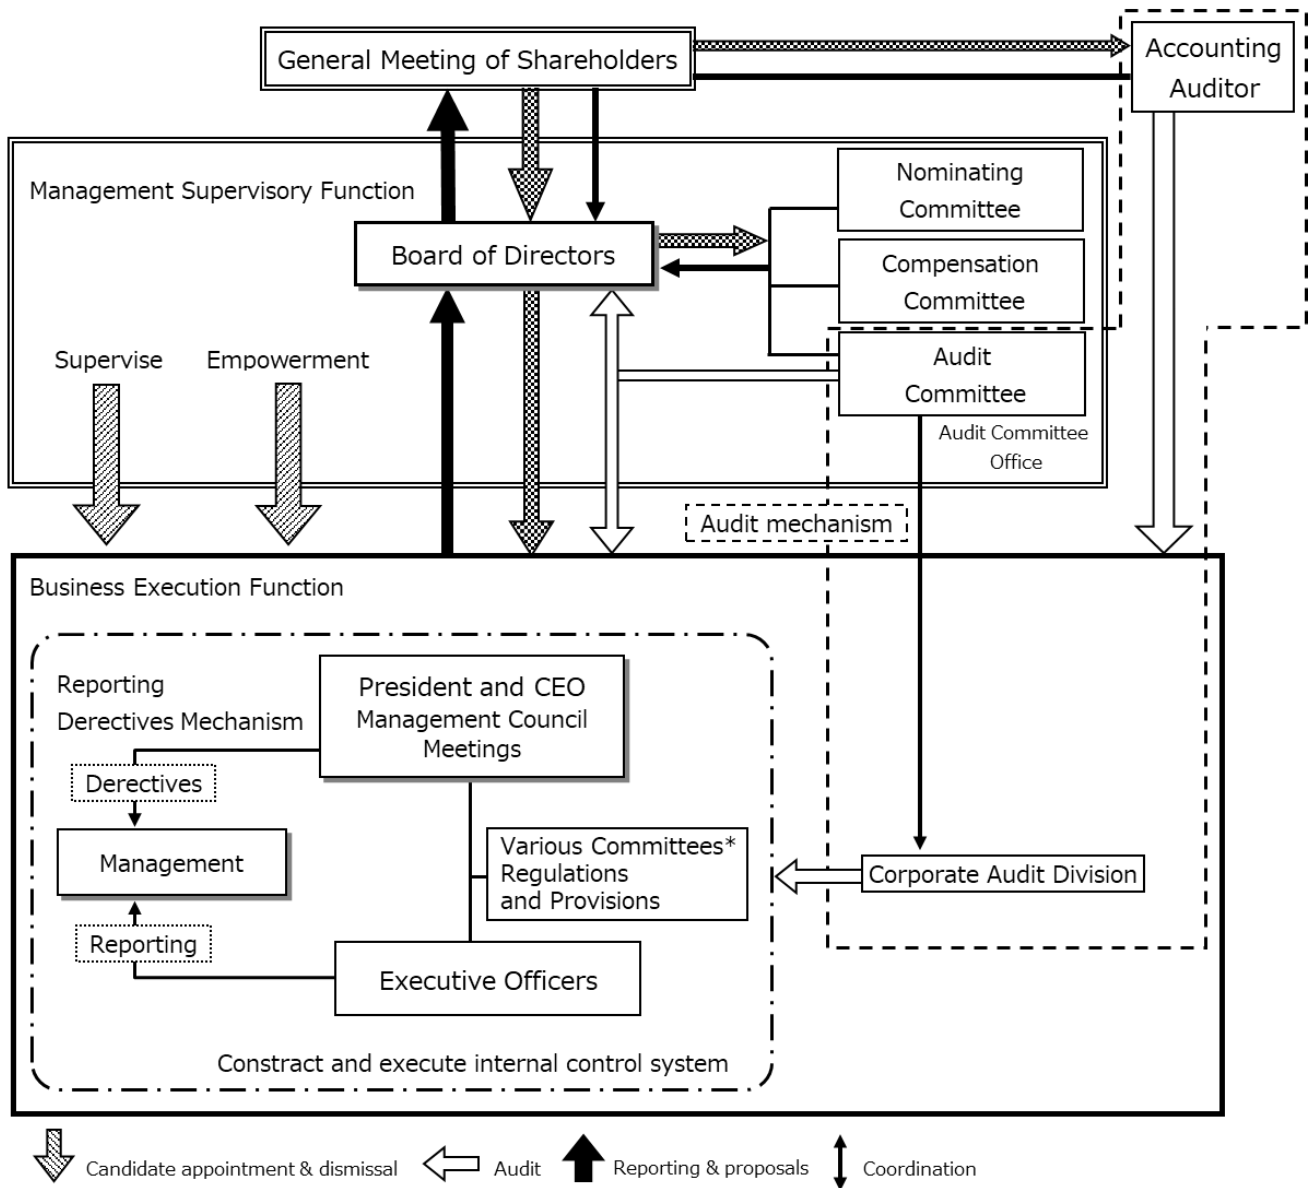 General Meeting of Shareholders
Accounting
Auditor
Management Supervisory Function
Nominating
Committee
Board of Directors
Compensation
Committee
Supervise
Empowerment
Audit
Committee
Audit Committee
Office
Audit mechanism
Business Execution Function
Reporting
Derectives Mechanism
President and CEO
Management Council
Meetings
Derectives
Management
Various Committees*
Regulations
and Provisions
Corporate Audit Division
Reporting
Executive Officers
Constract and execute internal control system
Candidate appointment & dismissal
Audit
Reporting & proposals
Coordination